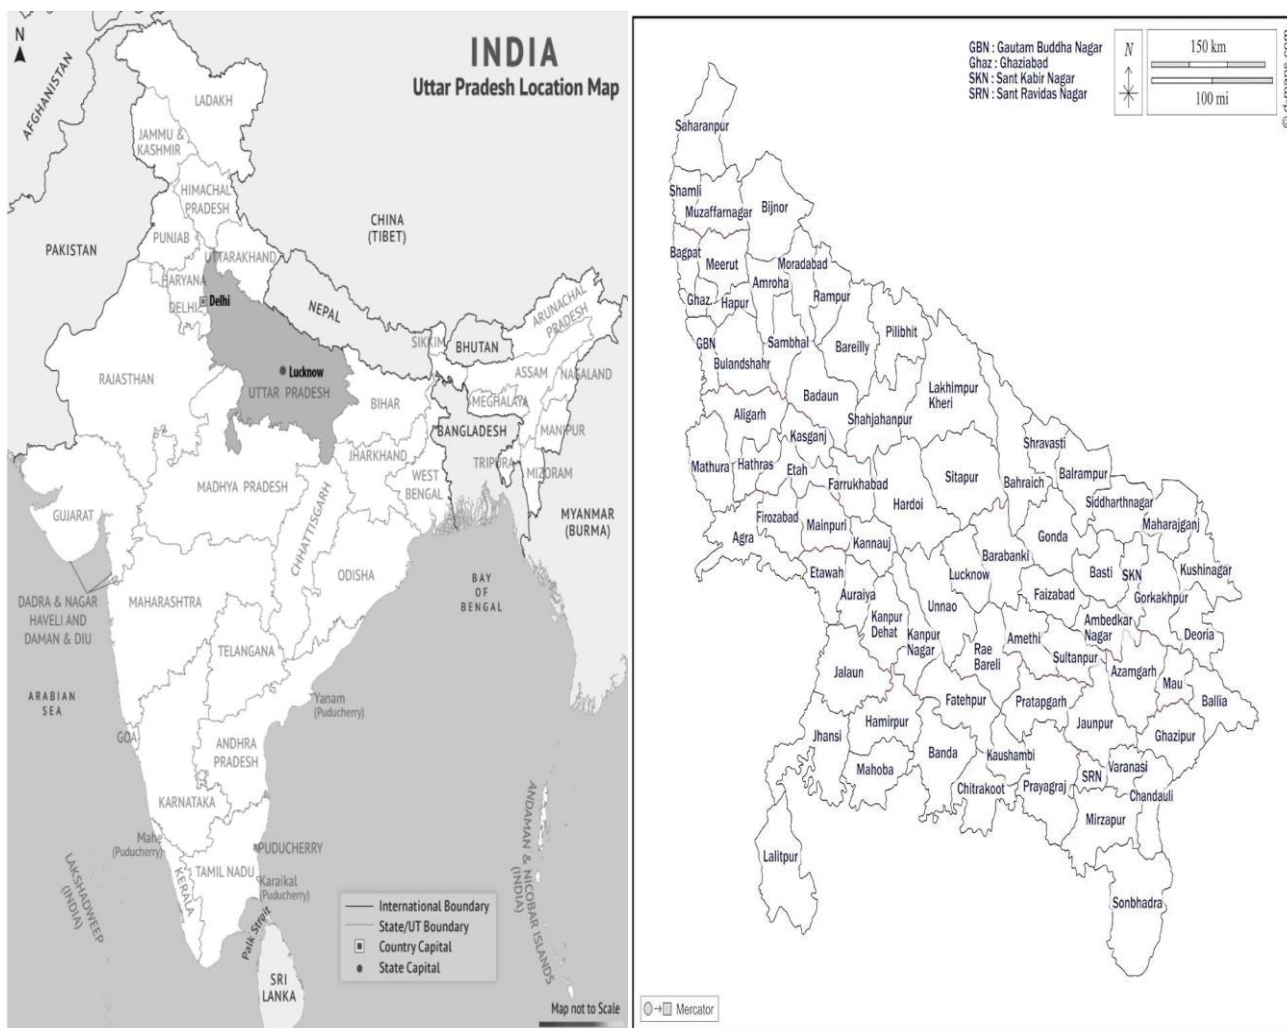 N
INDIA
Uttar Pradesh Location Map
AFGHANISTAN
LADAKH
JAMMU &
KASHMIR
HIMACHAL
PRADESH
CHINA
(TIBET)
PAKISTAN
PUNJAB
UTTARAKHAND
HARYANA
DELHI
Delhi
NEPAL
ARUNACHAL
PRADESH
SIKKIM
BHUTAN
RAJASTHAN
Lucknow
UTTAR PRADESH
ASSAM
NAGALAND
BIHAR
MEGHALAYA
BANGLADESH
MANIPUR
JHARKHAND
TRIPURA
MIZORAM
WEST
BENGAL
MADHYA PRADESH
GUJARAT
CHHATTISGARH
MYANMAR
(BURMA)
ODISHA
BAY
OF
BENGAL
DADRA & NAGAR
HAVELI AND
DAMAN & DIU
MAHARASHTRA
TELANGANA
ARABIAN
SEA
Yanam
(Puducherry)
GOA
ANDHRA
PRADESH
KARNATAKA
Mahe
(Puducherry)
PUDUCHERRY
TAMIL NADU
Karaikal
(Puducherry)
KERALA
LAKSHADWEEP
(INDIA)
ANDAMAN & NICOBAR ISLANDS
(INDIA)
Palk Strait
SRI
LANKA
International Boundary
State/UT Boundary
Country Capital
State Capital
Map not to Scale
GBN : Gautam Buddha Nagar
Ghaz : Ghaziabad
SKN : Sant Kabir Nagar
SRN : Sant Ravidas Nagar
N
150 km
100 mi
© d-maps.com
Saharanpur
Shamli
Muzaffarnagar
Bijnor
Bagpat
Meerut
Moradabad
Amroha
Rampur
Ghaz.
Hapur
Pilibhit
GBN
Sambhal
Bareilly
Bulandshahr
Badaun
Lakhimpur
Kheri
Aligarh
Shahjahanpur
Kasganj
Shravasti
Mathura
Hathras
Etah
Sitapur
Balrampur
Farrukhabad
Bahraich
Hardoi
Siddharthnagar
Firozabad
Mainpuri
Maharajganj
Agra
Kannauj
Gonda
Barabanki
Etawah
Lucknow
Basti
SKN
Kushinagar
Auraiya
Unnao
Faizabad
Gorkakhpur
Kanpur
Dehat
Kanpur
Nagar
Ambedkar
Nagar
Deoria
Rae
Bareli
Amethi
Sultanpur
Jalaun
Azamgarh
Mau
Ballia
Fatehpur
Pratapgarh
Jhansi
Hamirpur
Jaunpur
Ghazipur
Banda
Kaushambi
Mahoba
Varanasi
SRN
Chitrakoot
Prayagraj
Chandauli
Mirzapur
Lalitpur
Sonbhadra
Mercator